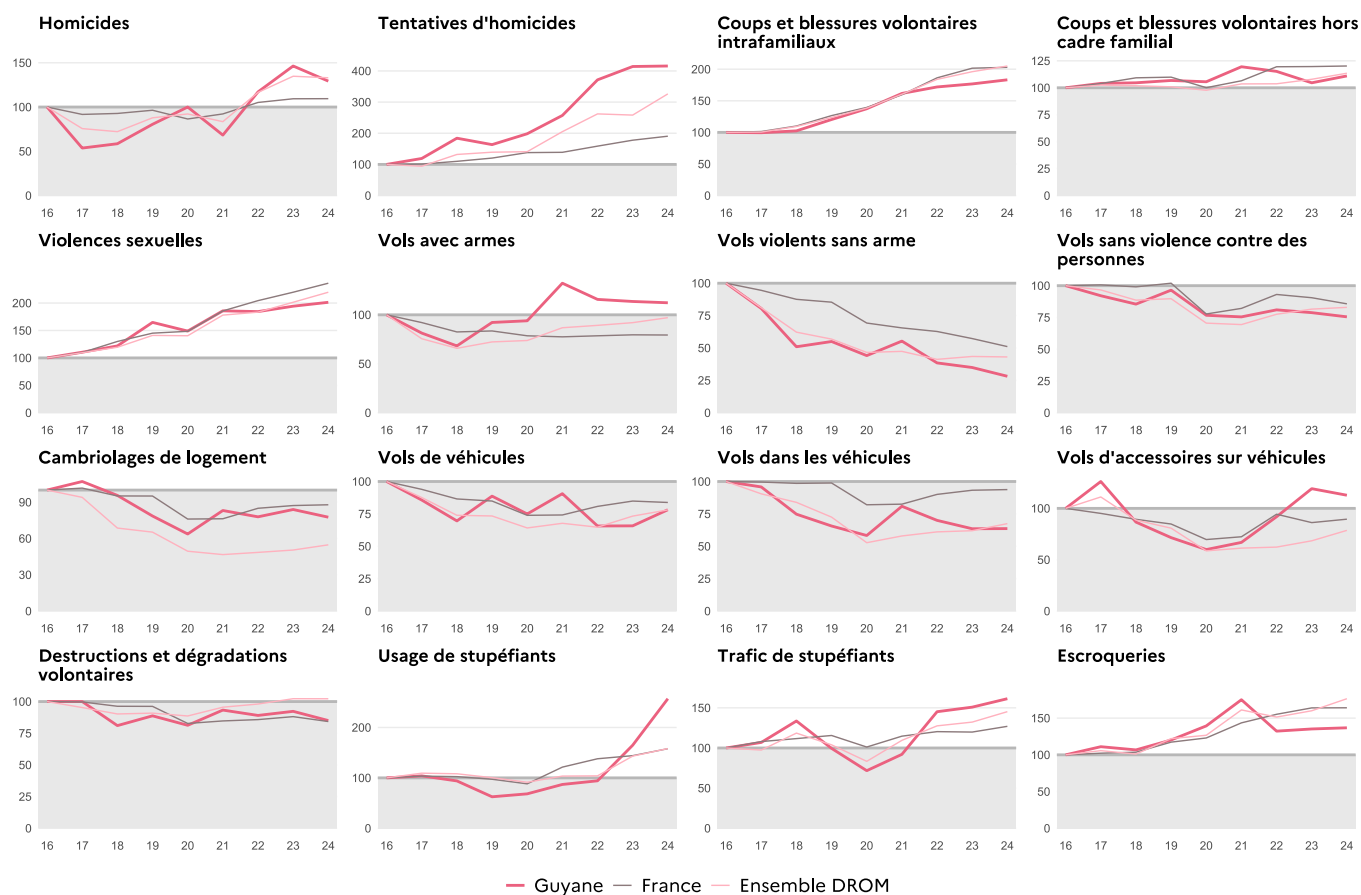 Homicides
150
100
50
0
16 17 18 19 20 21 22 23 24
Tentatives d'homicides
400
300
200
100
0
16 17 18 19 20 21 22 23 24
Coups et blessures volontaires
intrafamiliaux
200
150
100
50
0
16 17 18 19 20 21 22 23 24
Coups et blessures volontaires hors
cadre familial
125
100
75
50
25
0
16 17 18 19 20 21 22 23 24
Violences sexuelles
200
150
100
50
0
16 17 18 19 20 21 22 23 24
Vols avec armes
100
75
50
25
0
16 17 18 19 20 21 22 23 24
Vols violents sans arme
100
75
50
25
0
16 17 18 19 20 21 22 23 24
Vols sans violence contre des
personnes
100
75
50
25
0
16 17 18 19 20 21 22 23 24
Cambriolages de logement
90
60
30
0
16 17 18 19 20 21 22 23 24
Vols de véhicules
100
75
50
25
0
16 17 18 19 20 21 22 23 24
Vols dans les véhicules
100
75
50
25
0
16 17 18 19 20 21 22 23 24
Vols d'accessoires sur véhicules
100
50
0
16 17 18 19 20 21 22 23 24
Destructions et dégradations
volontaires
100
75
50
25
0
16 17 18 19 20 21 22 23 24
Usage de stupéfiants
200
100
0
16 17 18 19 20 21 22 23 24
Trafic de stupéfiants
150
100
50
0
16 17 18 19 20 21 22 23 24
Escroqueries
150
100
50
0
16 17 18 19 20 21 22 23 24
Guyane France Ensemble DROM